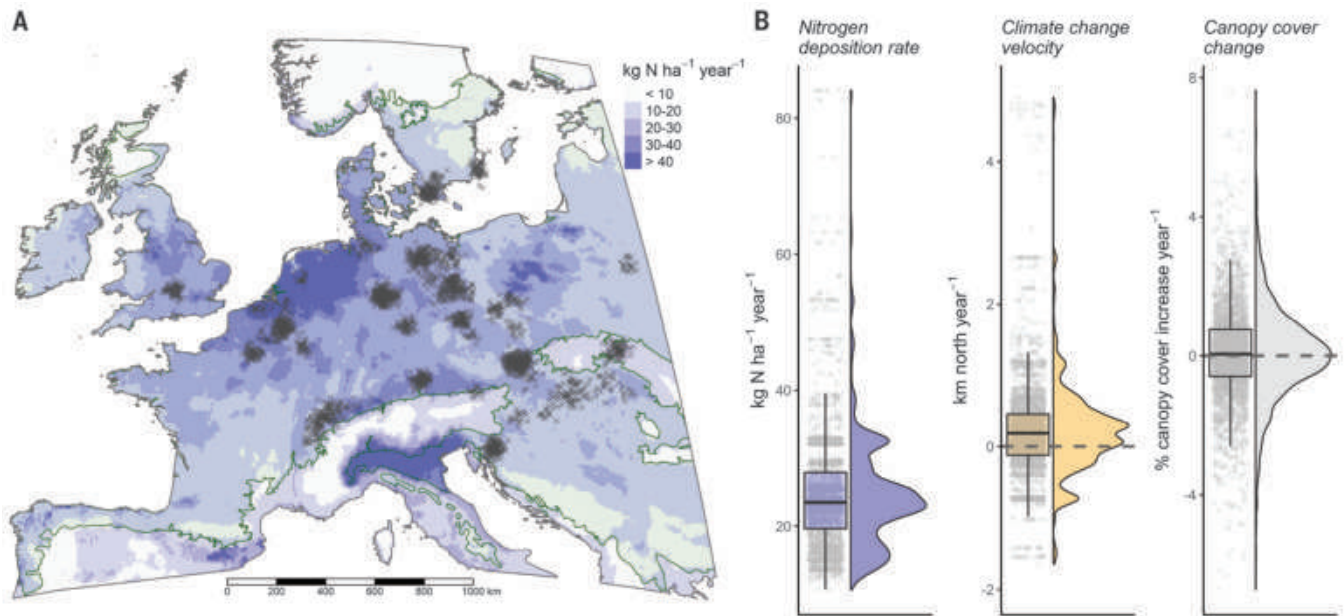 A
kg N ha⁻¹ year⁻¹
< 10
10-20
20-30
30-40
> 40
0 200 400 600 800 1000 km
B
Nitrogen
deposition rate
kg N ha⁻¹ year⁻¹
80
60
40
20
Climate change
velocity
km north year⁻¹
4
2
0
-2
Canopy cover
change
% canopy cover increase year⁻¹
8
4
0
-4